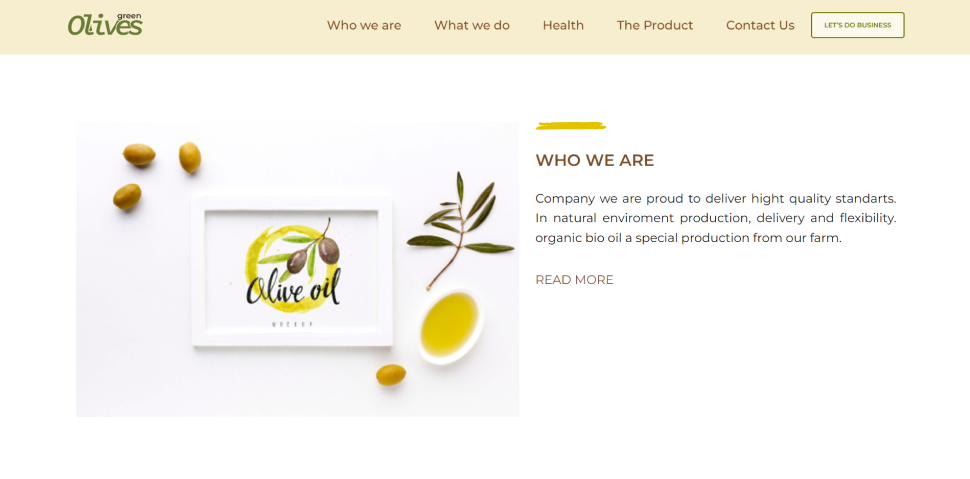 green
Olives
Who we are
What we do
Health
The Product
Contact Us
LET'S DO BUSINESS
Olive oil
MOCKUP
WHO WE ARE
Company we are proud to deliver hight quality standarts.
In natural enviroment production, delivery and flexibility.
organic bio oil a special production from our farm.
READ MORE